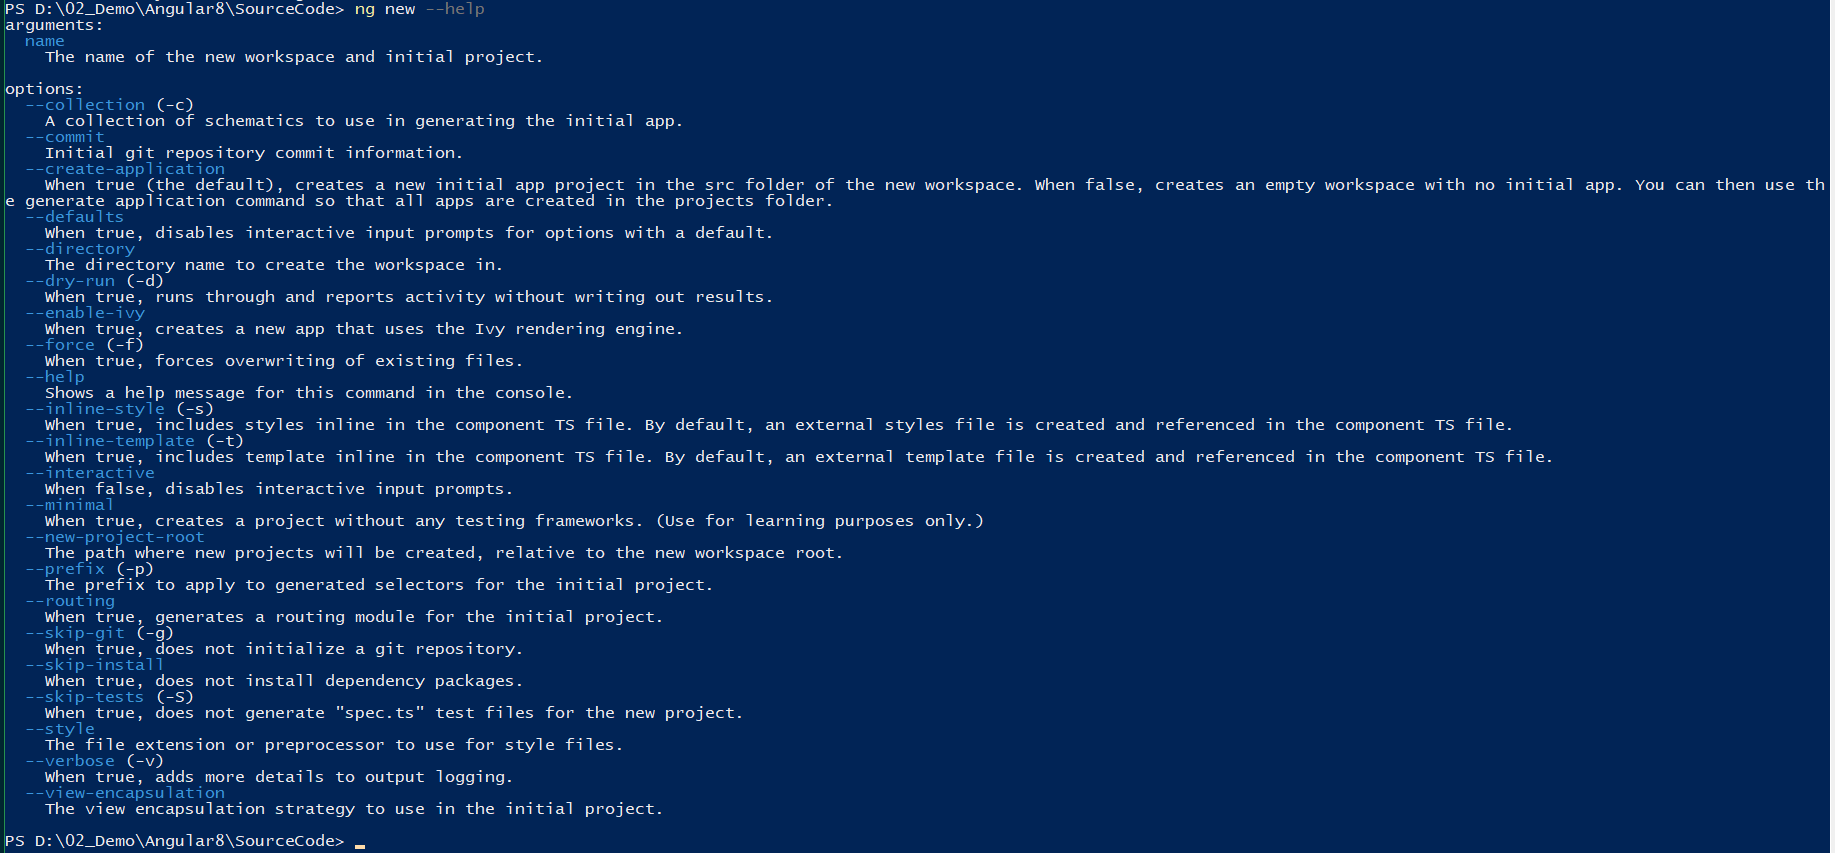 PS D:\02_Demo\Angular8\SourceCode> ng new --help
arguments:
  name
    The name of the new workspace and initial project.

options:
  --collection (-c)
    A collection of schematics to use in generating the initial app.
  --commit
    Initial git repository commit information.
  --create-application
    When true (the default), creates a new initial app project in the src folder of the new workspace. When false, creates an empty workspace with no initial app. You can then use th
e generate application command so that all apps are created in the projects folder.
  --defaults
    When true, disables interactive input prompts for options with a default.
  --directory
    The directory name to create the workspace in.
  --dry-run (-d)
    When true, runs through and reports activity without writing out results.
  --enable-ivy
    When true, creates a new app that uses the Ivy rendering engine.
  --force (-f)
    When true, forces overwriting of existing files.
  --help
    Shows a help message for this command in the console.
  --inline-style (-s)
    When true, includes styles inline in the component TS file. By default, an external styles file is created and referenced in the component TS file.
  --inline-template (-t)
    When true, includes template inline in the component TS file. By default, an external template file is created and referenced in the component TS file.
  --interactive
    When false, disables interactive input prompts.
  --minimal
    When true, creates a project without any testing frameworks. (Use for learning purposes only.)
  --new-project-root
    The path where new projects will be created, relative to the new workspace root.
  --prefix (-p)
    The prefix to apply to generated selectors for the initial project.
  --routing
    When true, generates a routing module for the initial project.
  --skip-git (-g)
    When true, does not initialize a git repository.
  --skip-install
    When true, does not install dependency packages.
  --skip-tests (-S)
    When true, does not generate "spec.ts" test files for the new project.
  --style
    The file extension or preprocessor to use for style files.
  --verbose (-v)
    When true, adds more details to output logging.
  --view-encapsulation
    The view encapsulation strategy to use in the initial project.

PS D:\02_Demo\Angular8\SourceCode>